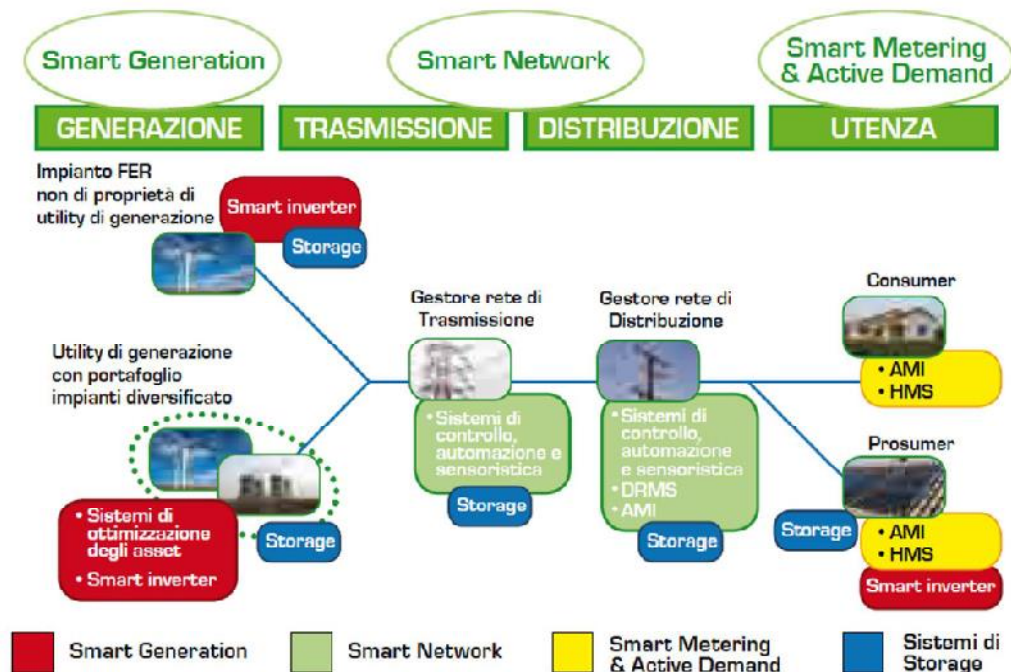 Smart Generation
Smart Network
Smart Metering
& Active Demand
GENERAZIONE
TRASMISSIONE
DISTRIBUZIONE
UTENZA
Impianto FER
non di proprietà di
utility di generazione
Smart inverter
Storage
Utility di generazione
con portafoglio
impianti diversificato
• Sistemi di
ottimizzazione
degli asset
• Smart inverter
Storage
Gestore rete di
Trasmissione
• Sistemi di
controllo,
automazione e
sensoristica
Storage
Gestore rete di
Distribuzione
• Sistemi di
controllo,
automazione
e sensoristica
• DRMS
• AMI
Storage
Consumer
• AMI
• HMS
Prosumer
Storage
• AMI
• HMS
Smart inverter
Smart Generation
Smart Network
Smart Metering
& Active Demand
Sistemi di
Storage